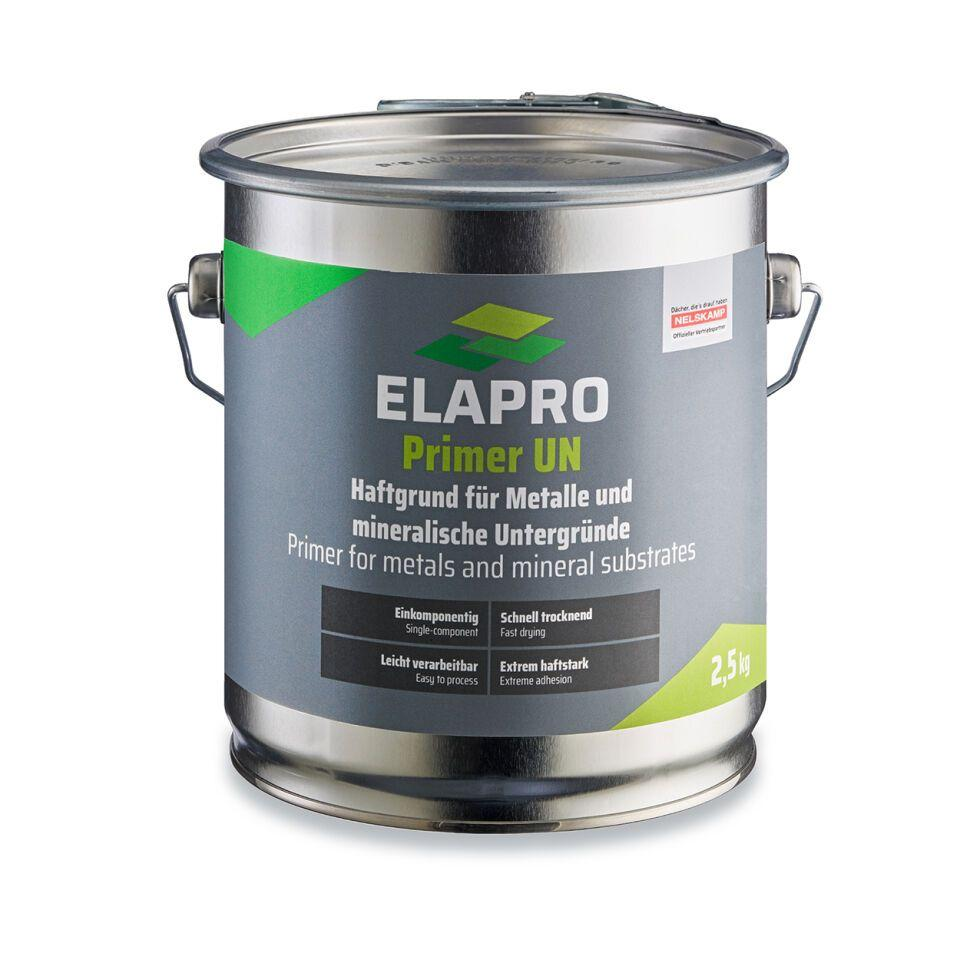 Dächer, die's drauf haben
NELSKAMP
Offizieller Vertriebspartner
ELAPRO
Primer UN
Haftgrund für Metalle und
mineralische Untergründe
Primer for metals and mineral substrates
Einkomponentig
Single-component
Schnell trocknend
Fast drying
Leicht verarbeitbar
Easy to process
Extrem haftstark
Extreme adhesion
2,5 kg